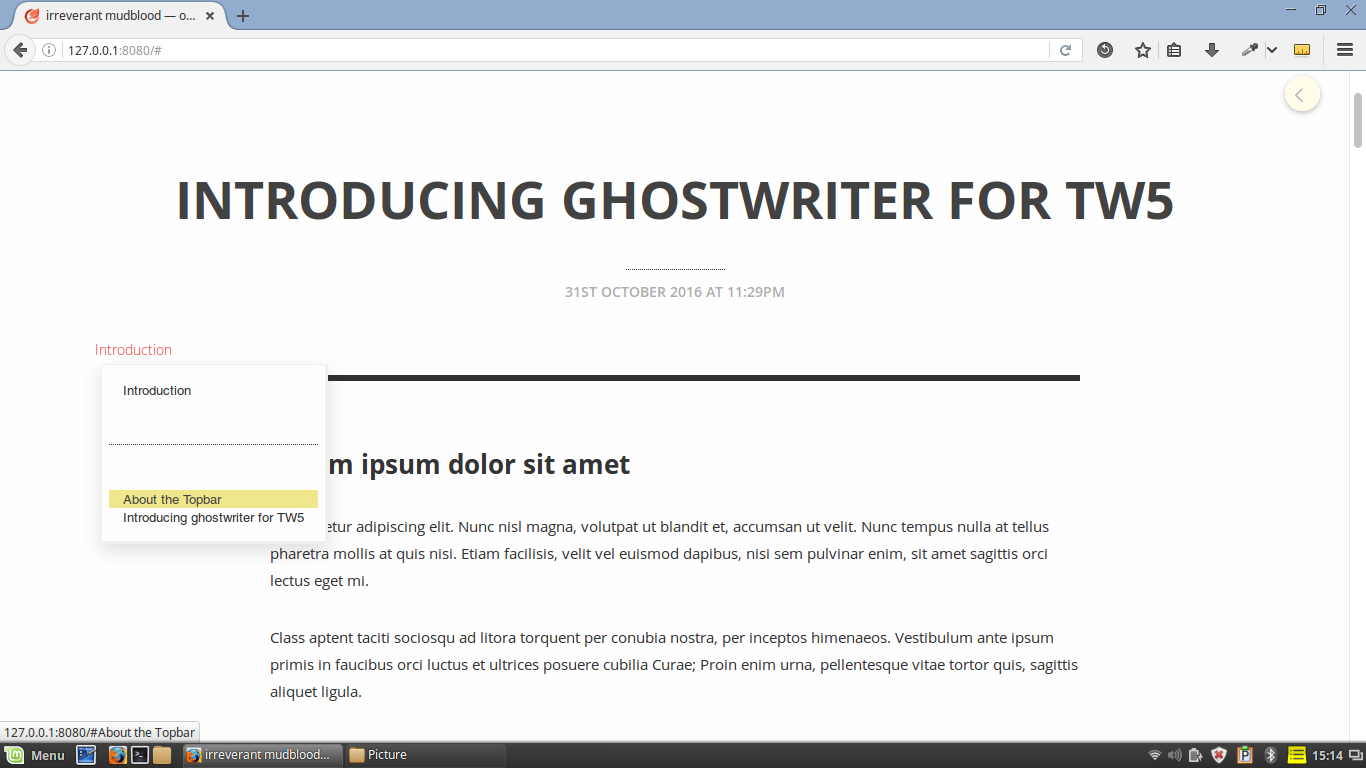 irreverant mudblood — o...
127.0.0.1:8080/#
INTRODUCING GHOSTWRITER FOR TW5
31ST OCTOBER 2016 AT 11:29PM
Introduction
Introduction
About the Topbar
Introducing ghostwriter for TW5
m ipsum dolor sit amet
etur adipiscing elit. Nunc nisl magna, volutpat ut blandit et, accumsan ut velit. Nunc tempus nulla at tellus
pharetra mollis at quis nisi. Etiam facilisis, velit vel euismod dapibus, nisi sem pulvinar enim, sit amet sagittis orci
lectus eget mi.
Class aptent taciti sociosqu ad litora torquent per conubia nostra, per inceptos himenaeos. Vestibulum ante ipsum
primis in faucibus orci luctus et ultrices posuere cubilia Curae; Proin enim urna, pellentesque vitae tortor quis, sagittis
aliquet ligula.
127.0.0.1:8080/#About the Topbar
Menu
irreverant mudblood...
Picture
15:14